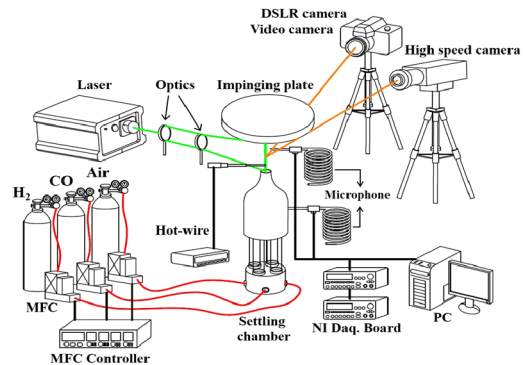 DSLR camera
Video camera
High speed camera
Laser
Optics
Impinging plate
H2
CO
Air
Microphone
Hot-wire
MFC
Settling
chamber
NI Daq. Board
PC
MFC Controller